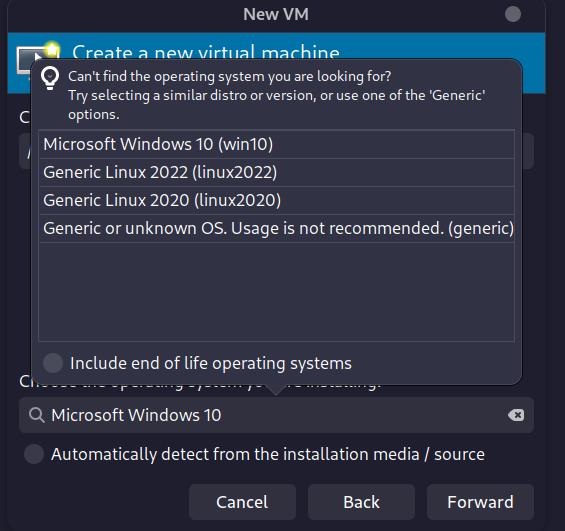 New VM
Create a new virtual machine
Can't find the operating system you are looking for?
Try selecting a similar distro or version, or use one of the 'Generic'
options.
Microsoft Windows 10 (win10)
Generic Linux 2022 (linux2022)
Generic Linux 2020 (linux2020)
Generic or unknown OS. Usage is not recommended. (generic)
Include end of life operating systems
Choose the operating system you are installing:
Microsoft Windows 10
Automatically detect from the installation media / source
Cancel
Back
Forward